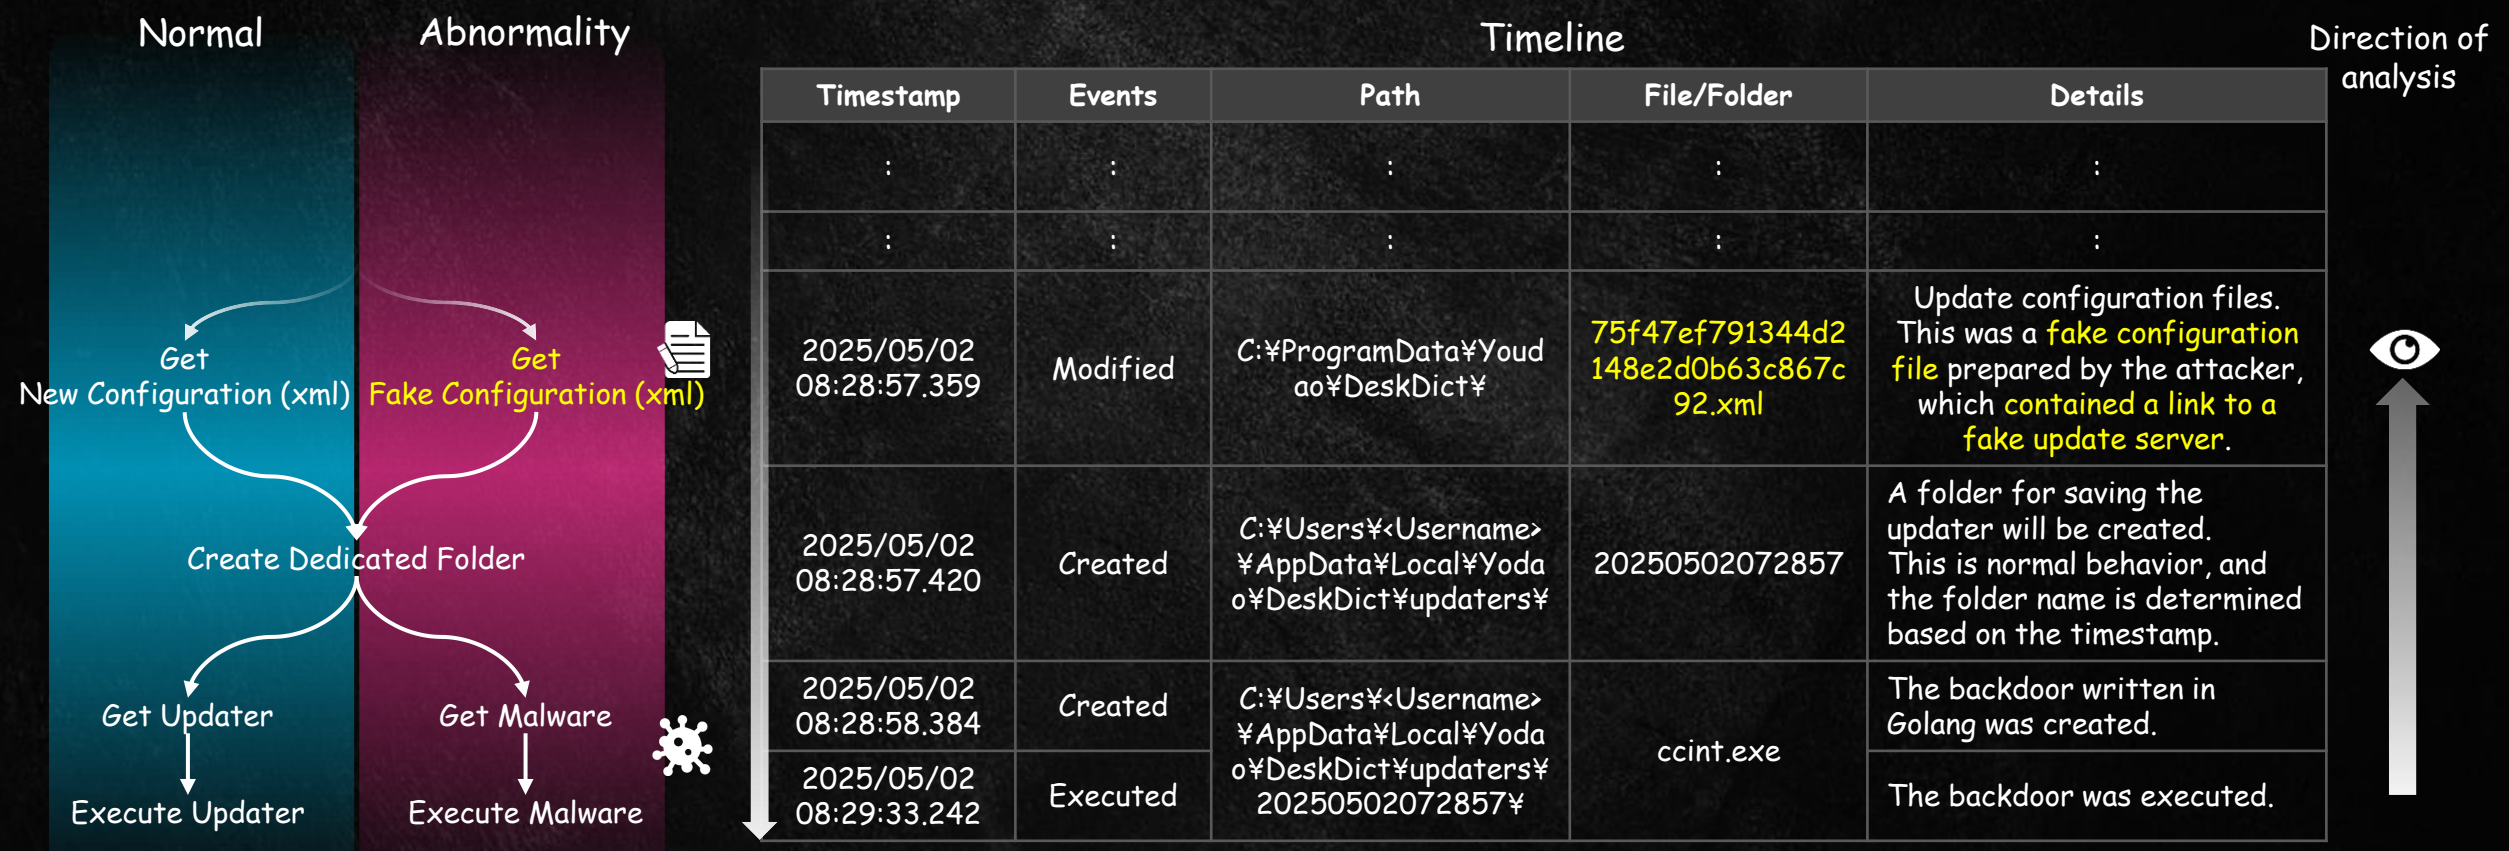 Normal
Abnormality
Get
New Configuration (xml)
Get
Fake Configuration (xml)
Create Dedicated Folder
Get Updater
Get Malware
Execute Updater
Execute Malware
Timeline
Direction of
analysis
Timestamp Events Path File/Folder Details
: : : : :
: : : : :
2025/05/02
08:28:57.359
Modified
C:¥ProgramData¥Youd
ao¥DeskDict¥
75f47ef791344d2
148e2d0b63c867c
92.xml
Update configuration files.
This was a fake configuration
file prepared by the attacker,
which contained a link to a
fake update server.
2025/05/02
08:28:57.420
Created
C:¥Users¥<Username>
¥AppData¥Local¥Yoda
o¥DeskDict¥updaters¥
20250502072857
A folder for saving the
updater will be created.
This is normal behavior, and
the folder name is determined
based on the timestamp.
2025/05/02
08:28:58.384
Created
C:¥Users¥<Username>
¥AppData¥Local¥Yoda
o¥DeskDict¥updaters¥
20250502072857¥
ccint.exe
The backdoor written in
Golang was created.
2025/05/02
08:29:33.242
Executed
The backdoor was executed.